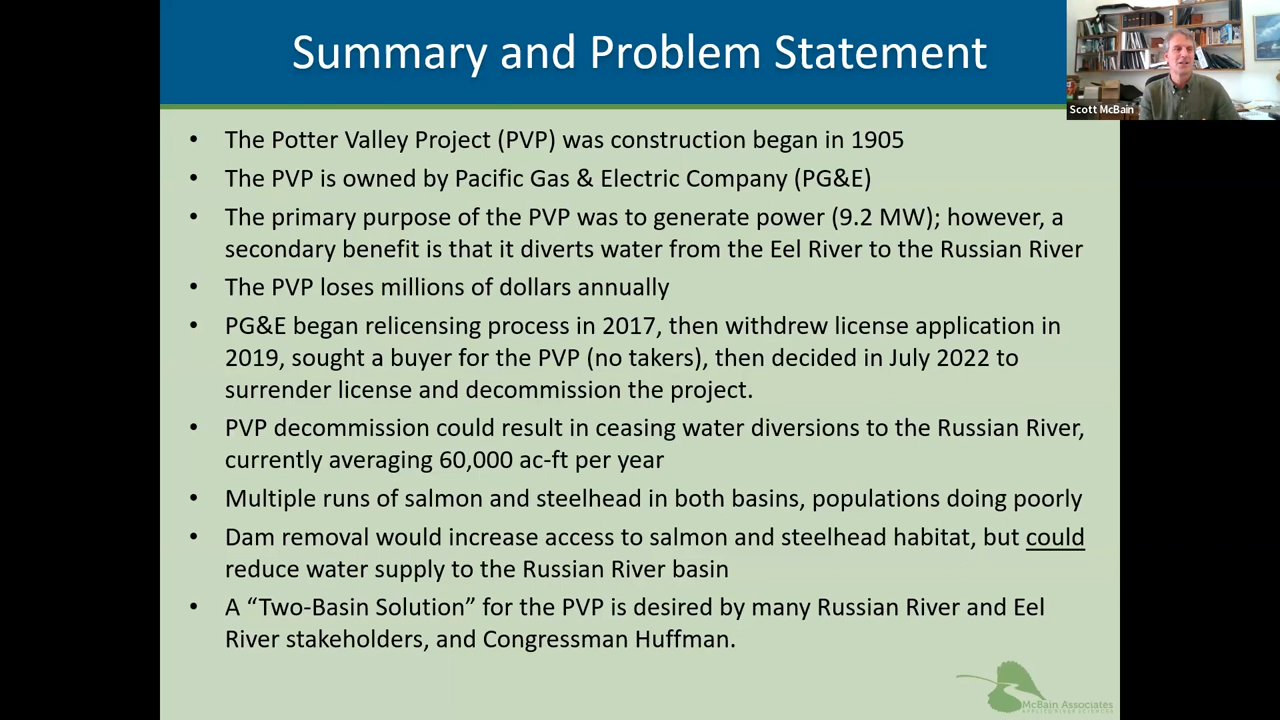 Summary and Problem Statement
Scott McBain
• The Potter Valley Project (PVP) was construction began in 1905
• The PVP is owned by Pacific Gas & Electric Company (PG&E)
• The primary purpose of the PVP was to generate power (9.2 MW); however, a
secondary benefit is that it diverts water from the Eel River to the Russian River
• The PVP loses millions of dollars annually
• PG&E began relicensing process in 2017, then withdrew license application in
2019, sought a buyer for the PVP (no takers), then decided in July 2022 to
surrender license and decommission the project.
• PVP decommission could result in ceasing water diversions to the Russian River,
currently averaging 60,000 ac-ft per year
• Multiple runs of salmon and steelhead in both basins, populations doing poorly
• Dam removal would increase access to salmon and steelhead habitat, but could
reduce water supply to the Russian River basin
• A “Two-Basin Solution” for the PVP is desired by many Russian River and Eel
River stakeholders, and Congressman Huffman.
McBain Associates
APPLIED RIVER SCIENCES